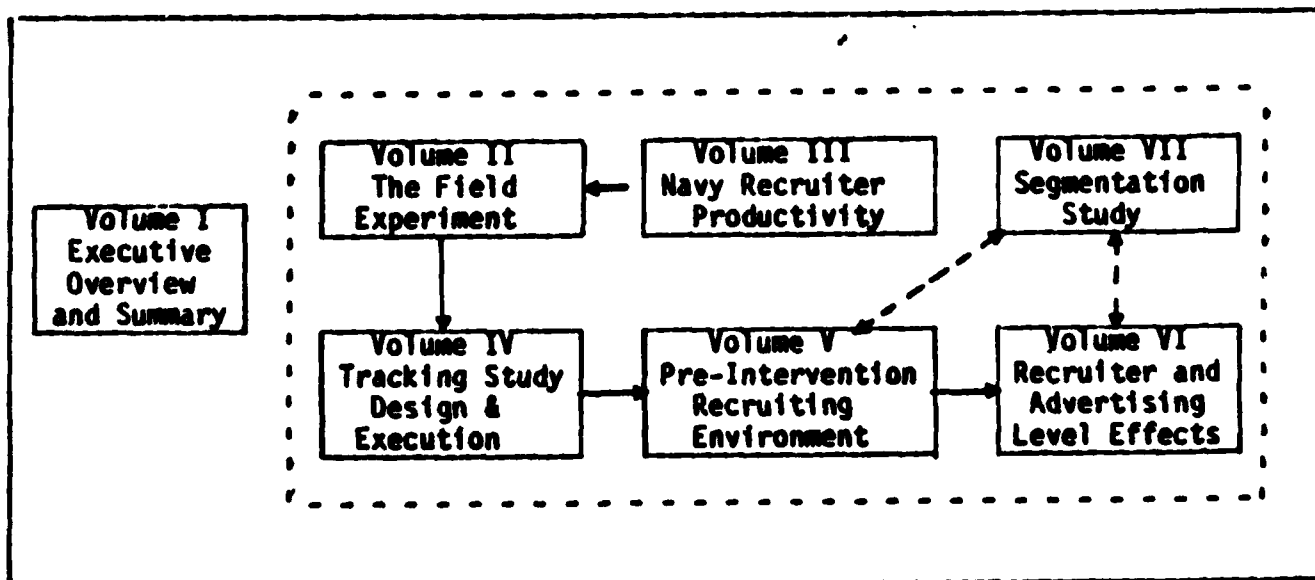 Volume I
Executive
Overview
and Summary
Volume II
The Field
Experiment
Volume III
Navy Recruiter
Productivity
Volume VII
Segmentation
Study
Volume IV
Tracking Study
Design &
Execution
Volume V
Pre-Intervention
Recruiting
Environment
Volume VI
Recruiter and
Advertising
Level Effects